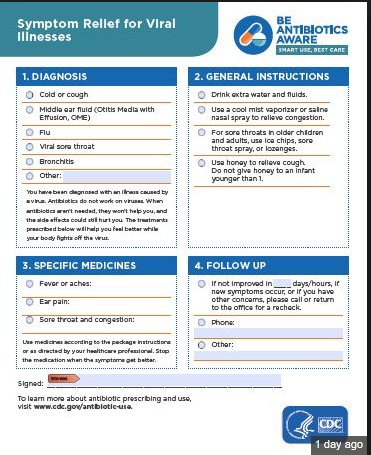 Symptom Relief for Viral
Illnesses
BE
ANTIBIOTICS
AWARE
SMART USE, BEST CARE
1. DIAGNOSIS
Cold or cough
Middle ear fluid (Otitis Media with
Effusion, OME)
Flu
Viral sore throat
Bronchitis
Other:
You have been diagnosed with an illness caused by
a virus. Antibiotics do not work on viruses. When
antibiotics aren't needed, they won't help you, and
the side effects could still hurt you. The treatments
prescribed below will help you feel better while
your body fights off the virus.
2. GENERAL INSTRUCTIONS
Drink extra water and fluids.
Use a cool mist vaporizer or saline
nasal spray to relieve congestion.
For sore throats in older children
and adults, use ice chips, sore
throat spray, or lozenges.
Use honey to relieve cough.
Do not give honey to an infant
younger than 1.
3. SPECIFIC MEDICINES
Fever or aches:
Ear pain:
Sore throat and congestion:
Use medicines according to the package instructions
or as directed by your healthcare professional. Stop
the medication when the symptoms get better.
4. FOLLOW UP
If not improved in days/hours, if
new symptoms occur, or if you have
other concerns, please call or return
to the office for a recheck.
Phone:
Other:
Signed:
To learn more about antibiotic prescribing and use,
visit www.cdc.gov/antibiotic-use.
CDC
1 day ago